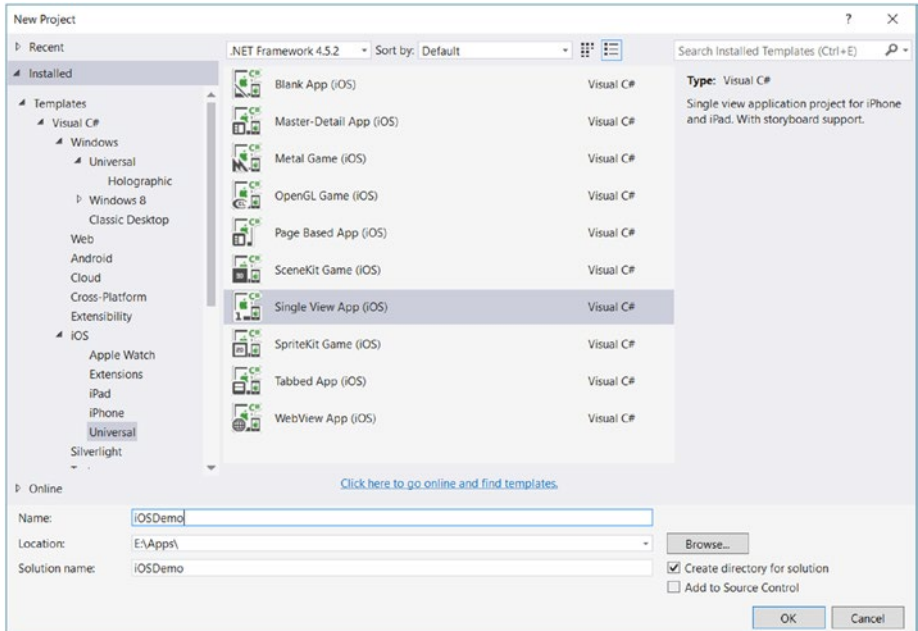 New Project
?
Recent
.NET Framework 4.5.2
Sort by: Default
Search Installed Templates (Ctrl+E)
Installed
Templates
Visual C#
Windows
Universal
Holographic
Windows 8
Classic Desktop
Web
Android
Cloud
Cross-Platform
Extensibility
iOS
Apple Watch
Extensions
iPad
iPhone
Universal
Silverlight
Blank App (iOS) Visual C#
Master-Detail App (iOS) Visual C#
Metal Game (iOS) Visual C#
OpenGL Game (iOS) Visual C#
Page Based App (iOS) Visual C#
SceneKit Game (iOS) Visual C#
Single View App (iOS) Visual C#
SpriteKit Game (iOS) Visual C#
Tabbed App (iOS) Visual C#
WebView App (iOS) Visual C#
Type: Visual C#
Single view application project for iPhone
and iPad. With storyboard support.
Online
Click here to go online and find templates.
Name: iOSDemo
Location: E:\Apps\
Browse...
Solution name: iOSDemo
Create directory for solution
Add to Source Control
OK
Cancel